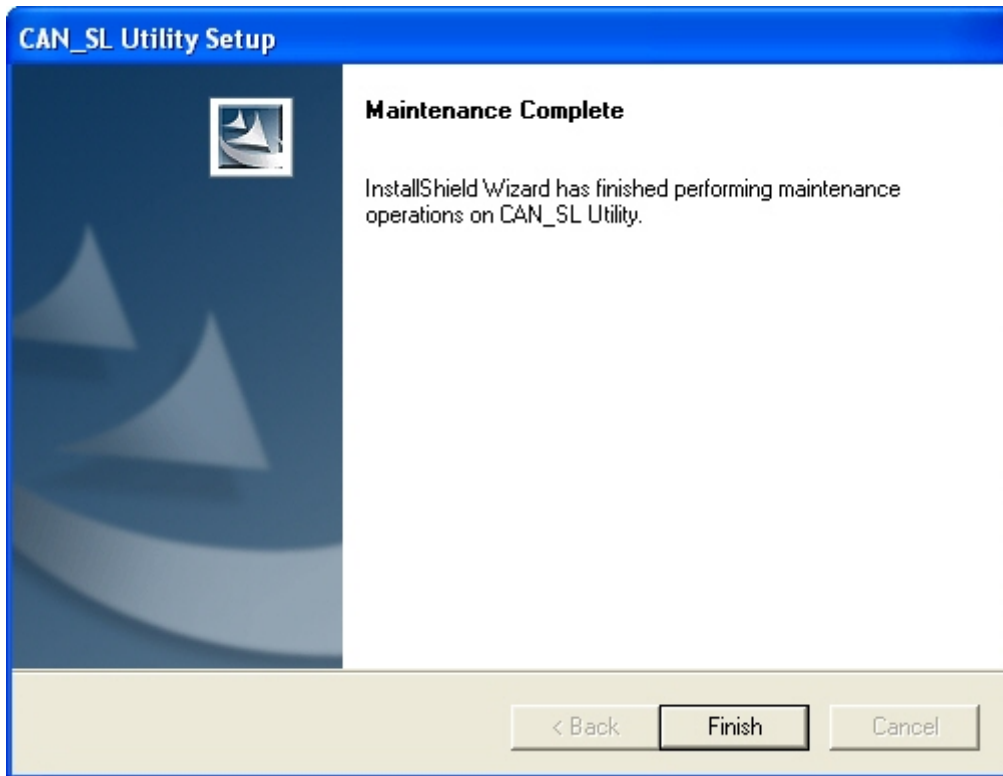 CAN_SL Utility Setup
Maintenance Complete
InstallShield Wizard has finished performing maintenance
operations on CAN_SL Utility.
< Back
Finish
Cancel